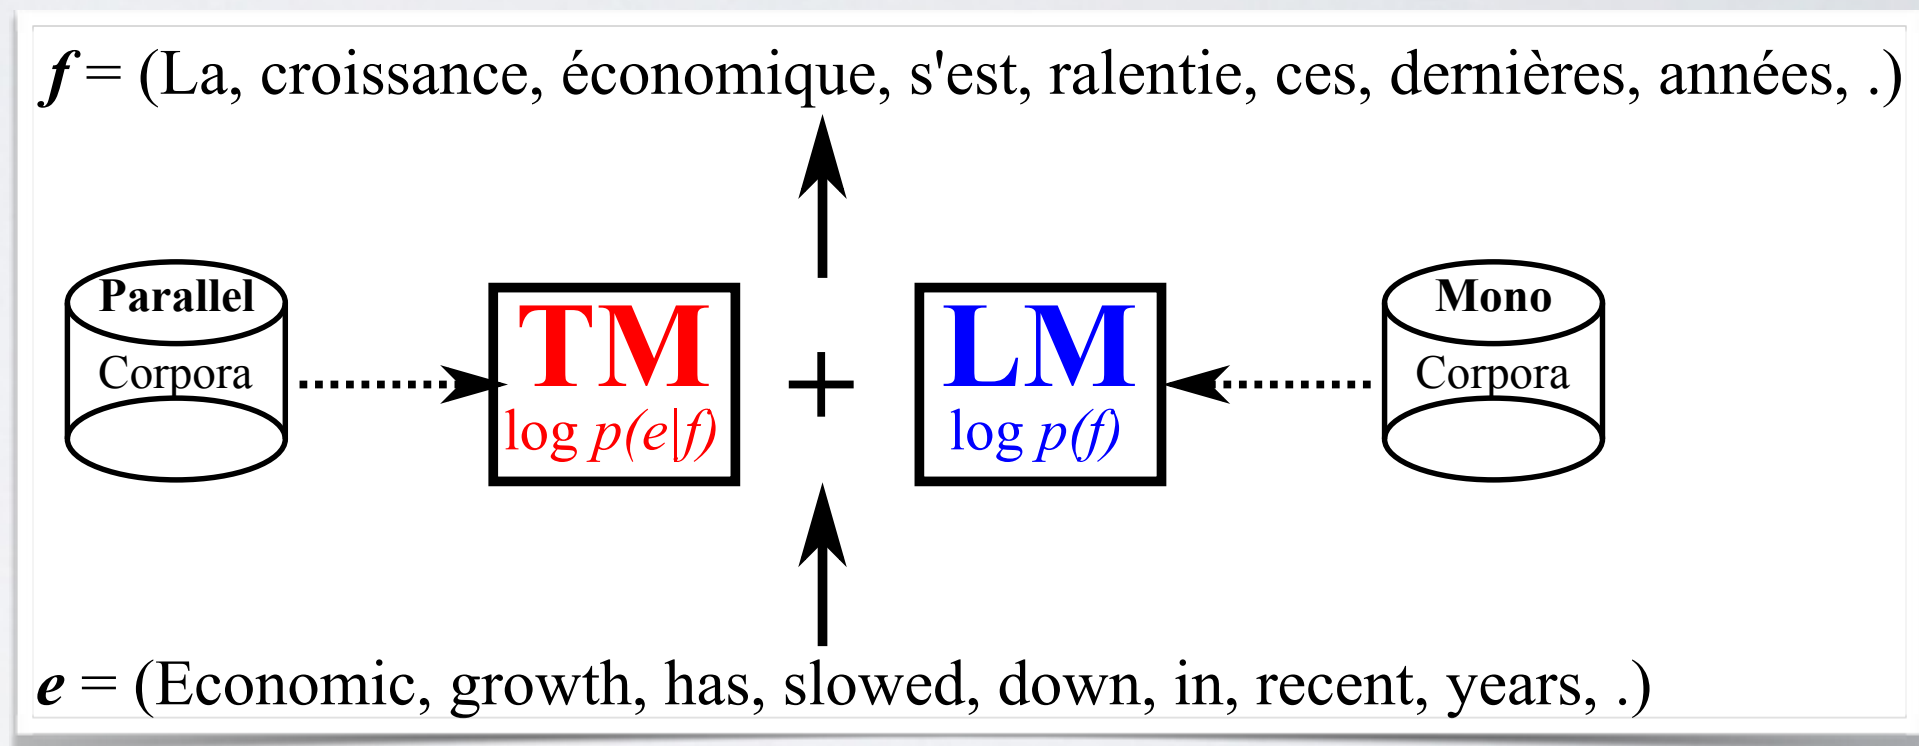 f = (La, croissance, économique, s'est, ralentie, ces, dernières, années, .)
Parallel
Corpora
TM
log p(e|f)
+
LM
log p(f)
Mono
Corpora
e = (Economic, growth, has, slowed, down, in, recent, years, .)